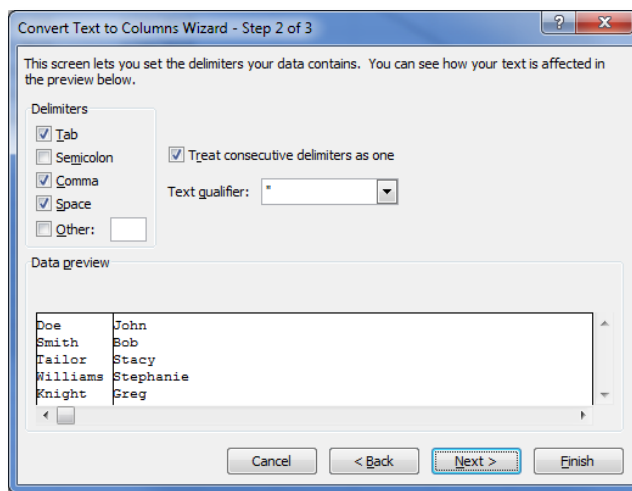 Convert Text to Columns Wizard - Step 2 of 3
This screen lets you set the delimiters your data contains. You can see how your text is affected in
the preview below.
Delimiters
Tab
Semicolon
Comma
Space
Other:
Treat consecutive delimiters as one
Text qualifier: "
Data preview
Doe John
Smith Bob
Tailor Stacy
Williams Stephanie
Knight Greg
Cancel < Back Next > Finish